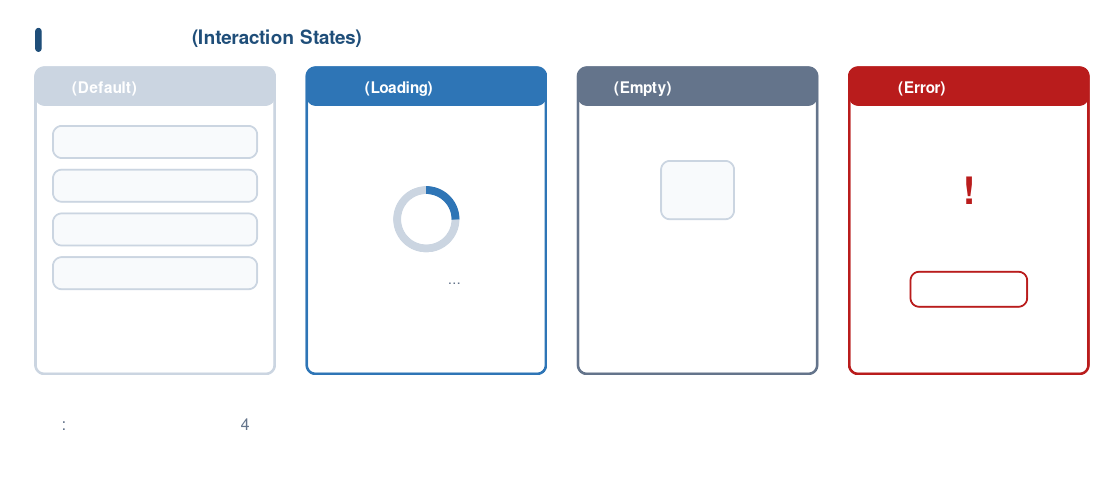 (Interaction States)
(Default)
(Loading)
(Empty)
(Error)
!
...
: 4